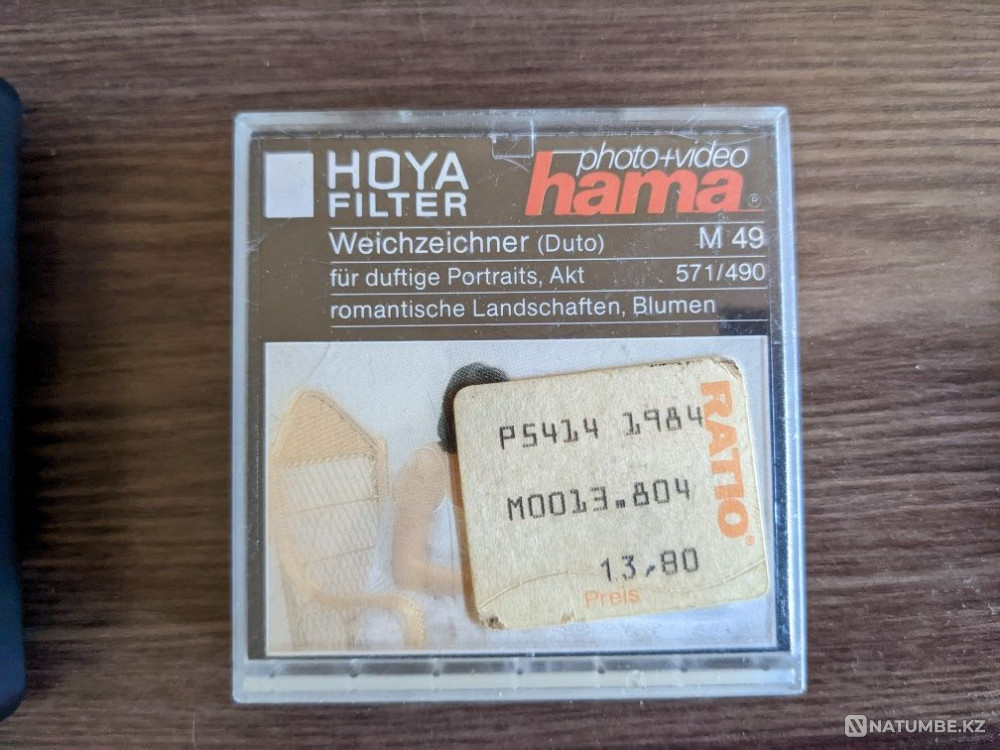 HOYA
FILTER
photo+video
hama®
Weichzeichner (Duto) M 49
für duftige Portraits, Akt 571/490
romantische Landschaften, Blumen
P5414 1984
M0013.804
13,80
Preis
RATIO®
NATUMBE.KZ